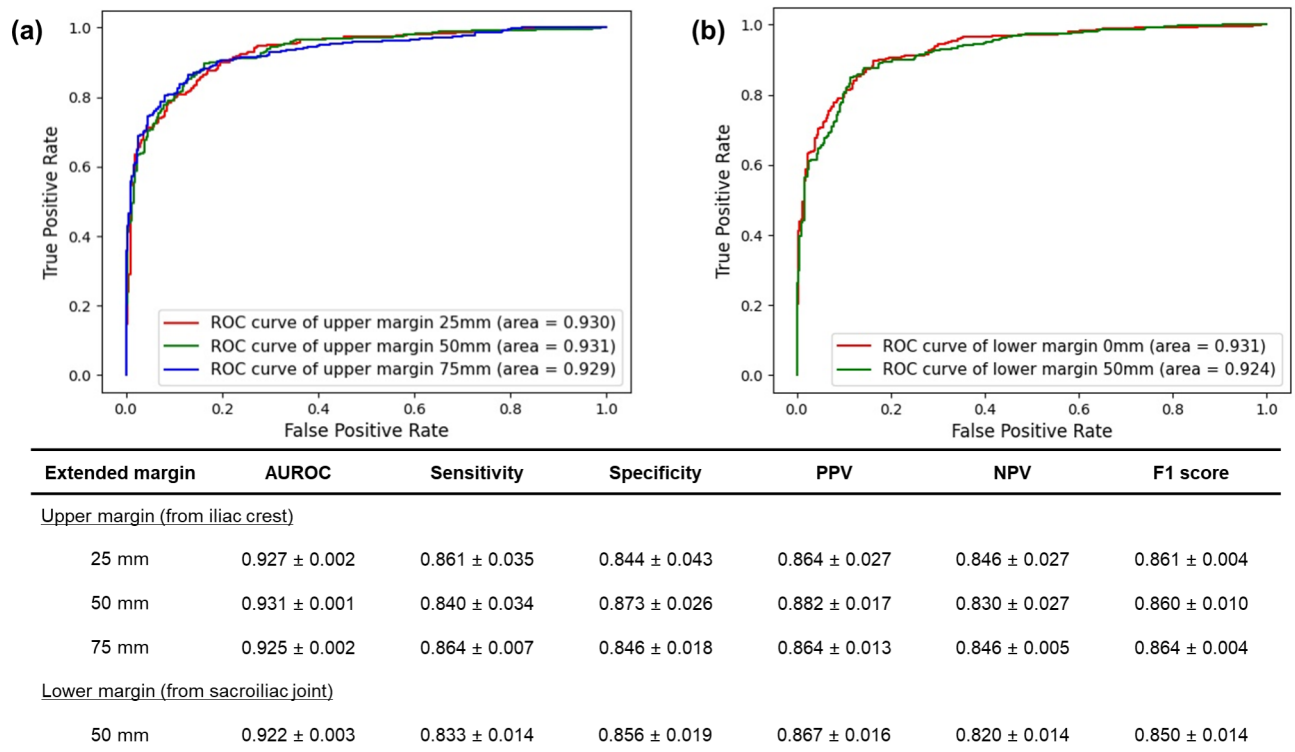 (a)
1.0
0.8
0.6
0.4
0.2
0.0
True Positive Rate
ROC curve of upper margin 25mm (area = 0.930)
ROC curve of upper margin 50mm (area = 0.931)
ROC curve of upper margin 75mm (area = 0.929)
0.0 0.2 0.4 0.6 0.8 1.0
False Positive Rate
(b)
1.0
0.8
0.6
0.4
0.2
0.0
True Positive Rate
ROC curve of lower margin 0mm (area = 0.931)
ROC curve of lower margin 50mm (area = 0.924)
0.0 0.2 0.4 0.6 0.8 1.0
False Positive Rate
Extended margin AUROC Sensitivity Specificity PPV NPV F1 score
Upper margin (from iliac crest)
25 mm 0.927 ± 0.002 0.861 ± 0.035 0.844 ± 0.043 0.864 ± 0.027 0.846 ± 0.027 0.861 ± 0.004
50 mm 0.931 ± 0.001 0.840 ± 0.034 0.873 ± 0.026 0.882 ± 0.017 0.830 ± 0.027 0.860 ± 0.010
75 mm 0.925 ± 0.002 0.864 ± 0.007 0.846 ± 0.018 0.864 ± 0.013 0.846 ± 0.005 0.864 ± 0.004
Lower margin (from sacroiliac joint)
50 mm 0.922 ± 0.003 0.833 ± 0.014 0.856 ± 0.019 0.867 ± 0.016 0.820 ± 0.014 0.850 ± 0.014